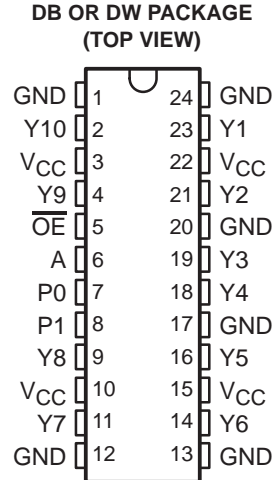 DB OR DW PACKAGE
(TOP VIEW)
GND 1 24 GND
Y10 2 23 Y1
VCC 3 22 VCC
Y9 4 21 Y2
O̅E̅ 5 20 GND
A 6 19 Y3
P0 7 18 Y4
P1 8 17 GND
Y8 9 16 Y5
VCC 10 15 VCC
Y7 11 14 Y6
GND 12 13 GND